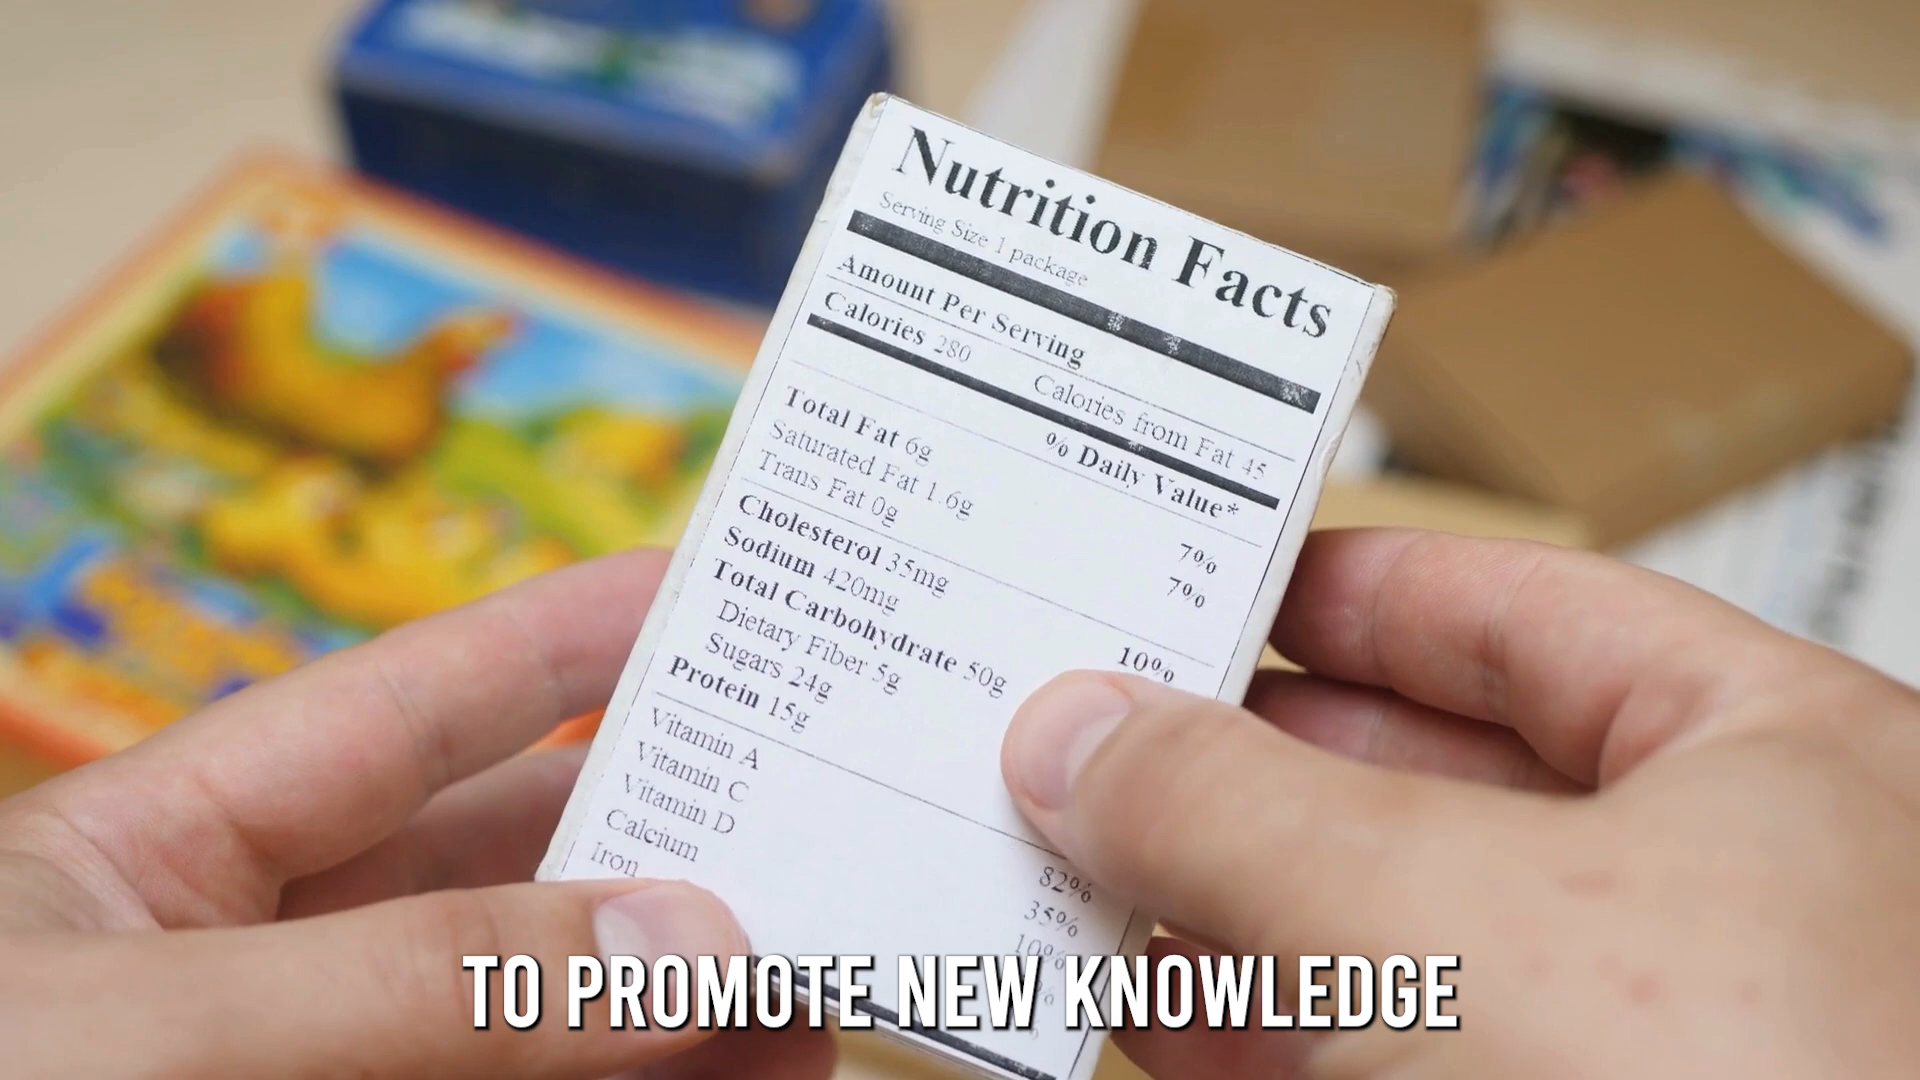 Nutrition Facts
Serving Size 1 package
Amount Per Serving
Calories 280 Calories from Fat 45
% Daily Value*
Total Fat 6g 7%
Saturated Fat 1.6g 7%
Trans Fat 0g
Cholesterol 35mg 10%
Sodium 420mg
Total Carbohydrate 50g
Dietary Fiber 5g
Sugars 24g
Protein 15g
Vitamin A 82%
Vitamin C 35%
Vitamin D 10%
Calcium
Iron
TO PROMOTE NEW KNOWLEDGE